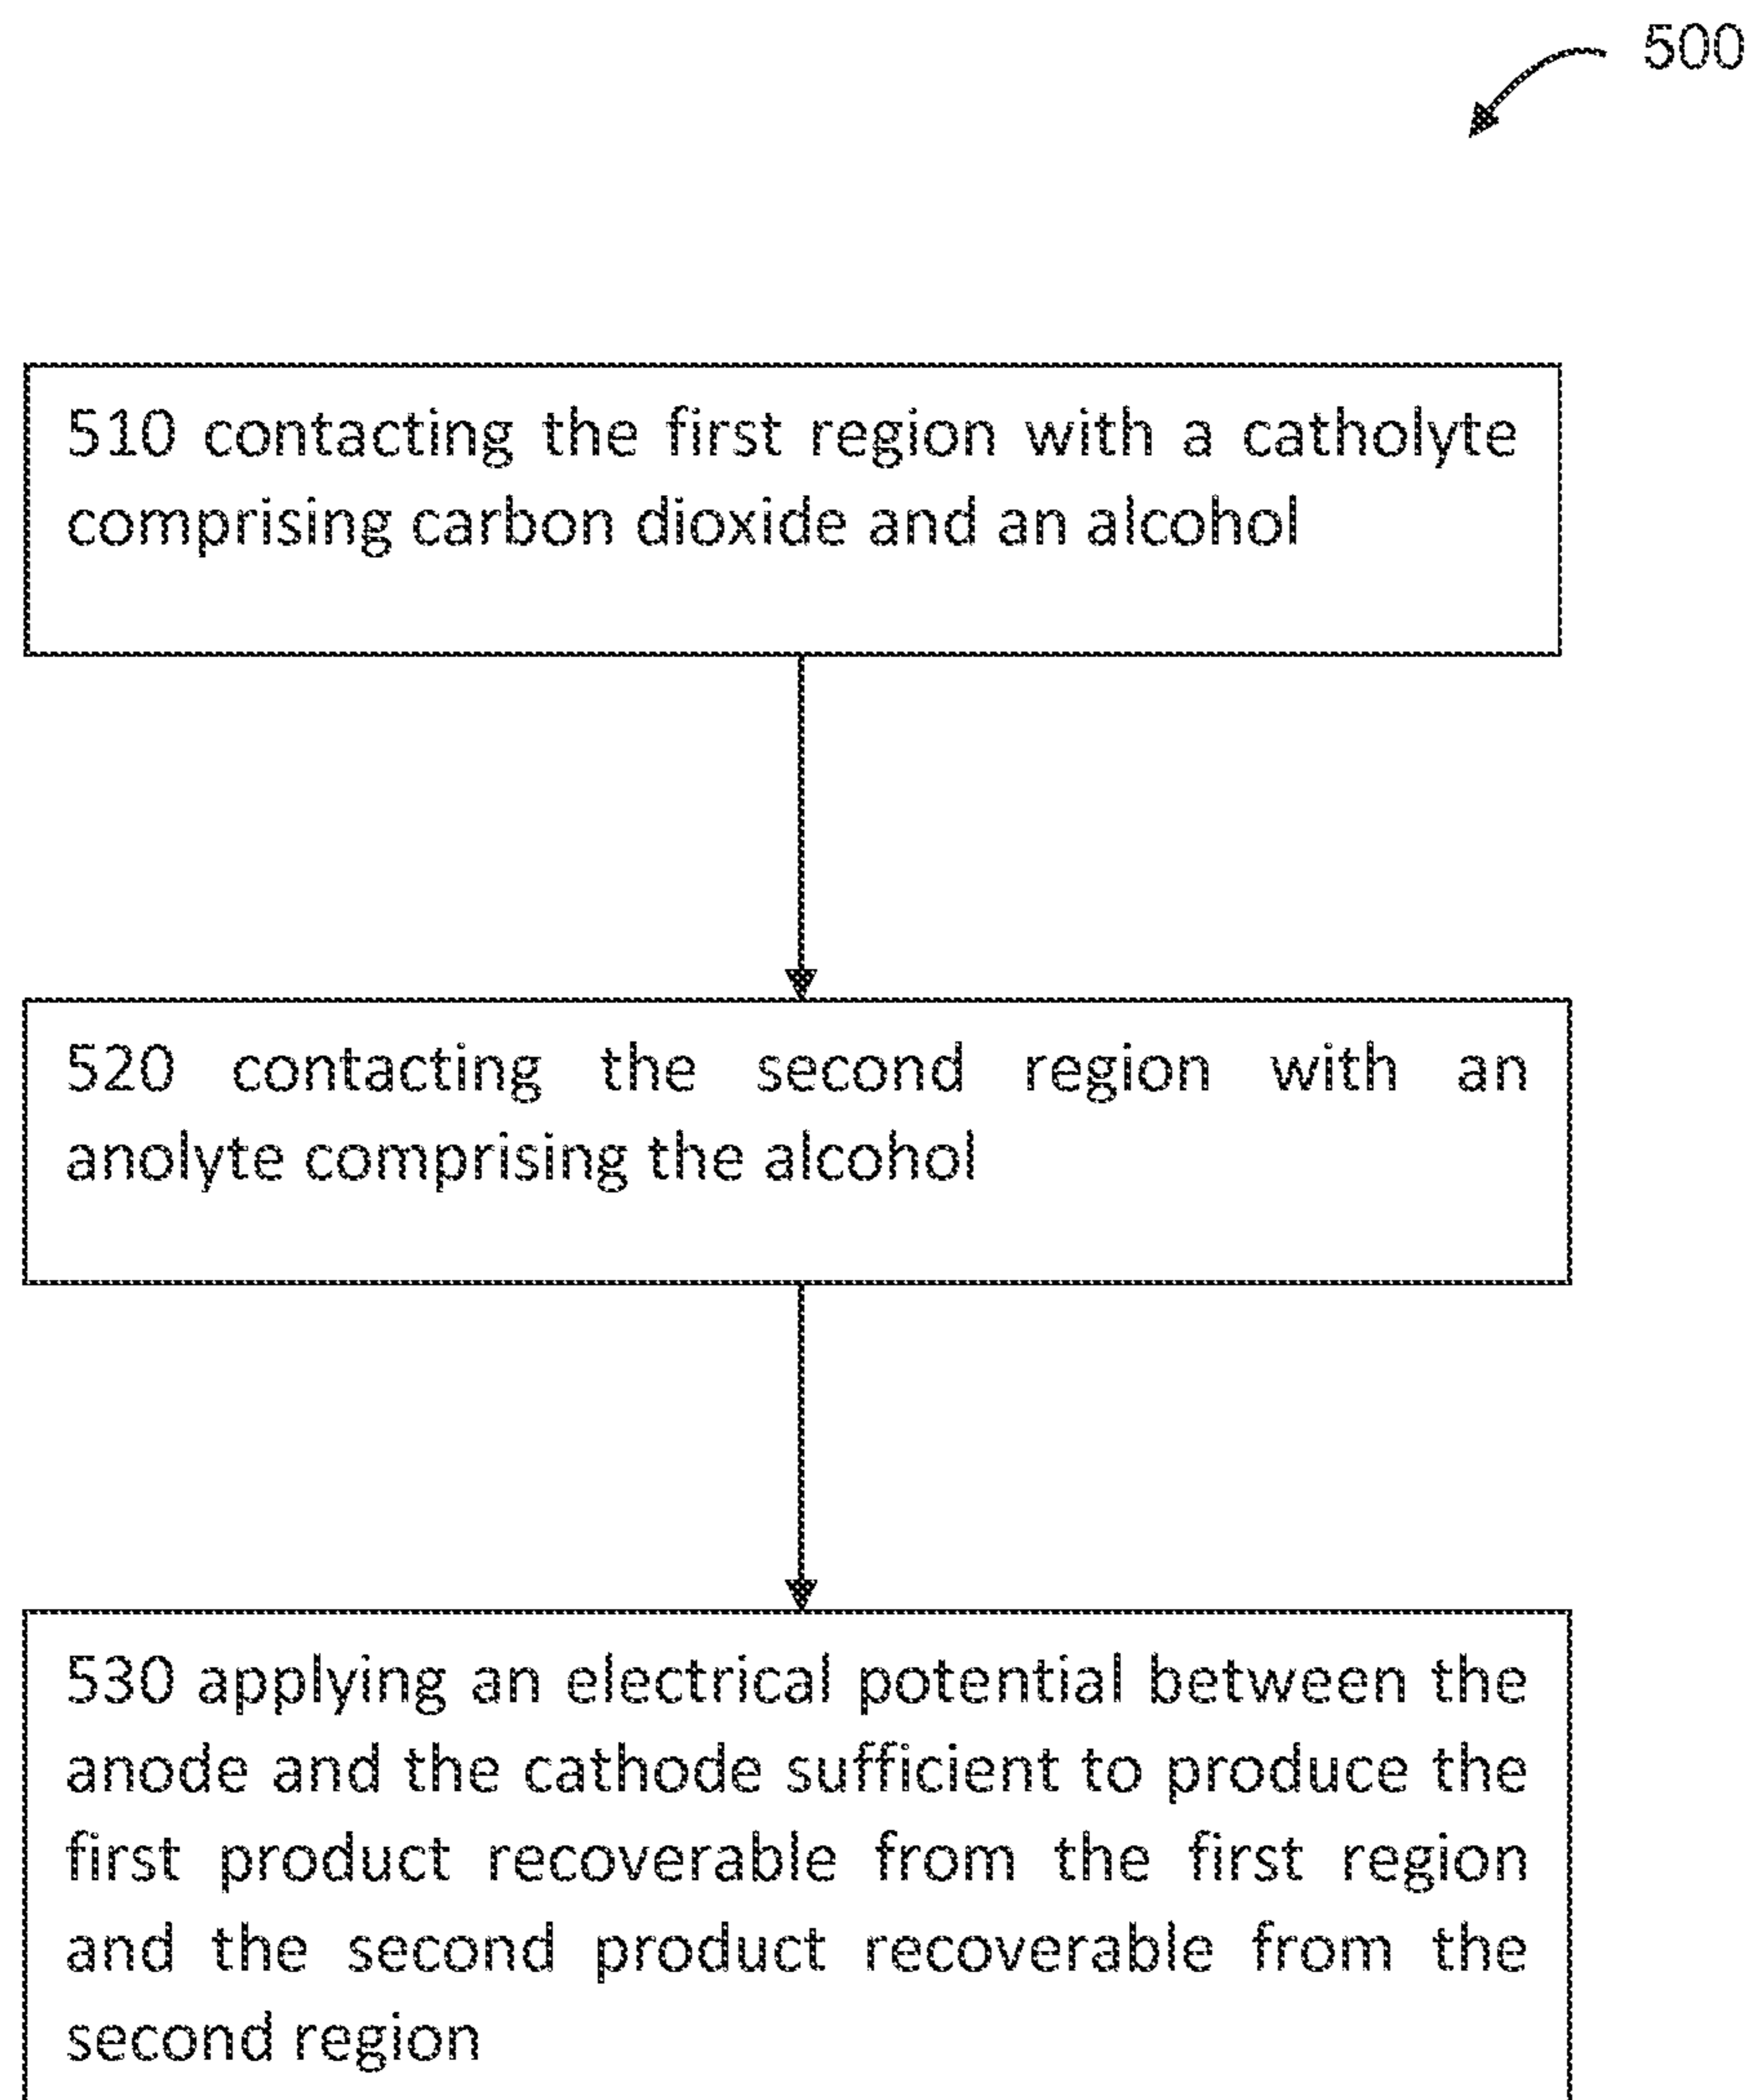 500
510 contacting the first region with a catholyte
comprising carbon dioxide and an alcohol
520 contacting the second region with an
anolyte comprising the alcohol
530 applying an electrical potential between the
anode and the cathode sufficient to produce the
first product recoverable from the first region
and the second product recoverable from the
second region